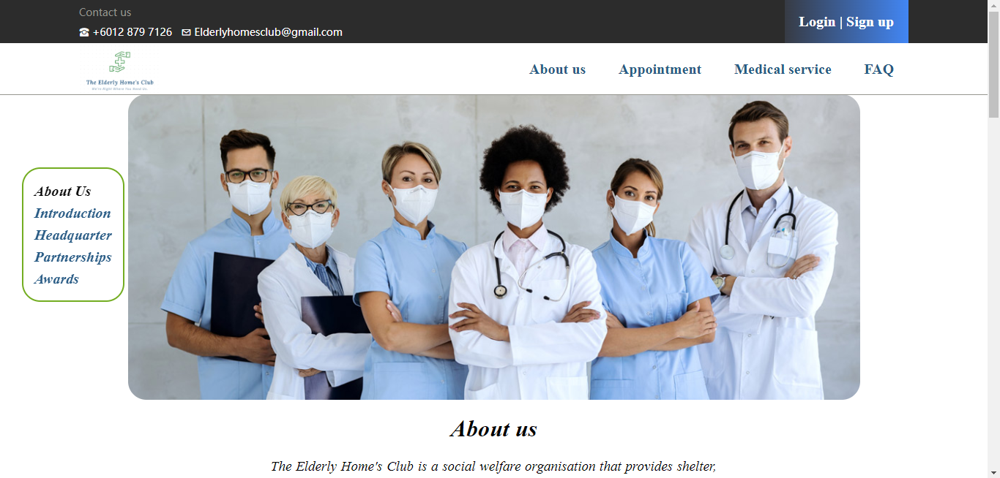 Contact us
+6012 879 7126 Elderlyhomesclub@gmail.com
Login | Sign up
The Elderly Home's Club
We're Right Where You Need Us
About us Appointment Medical service FAQ
About Us
Introduction
Headquarter
Partnerships
Awards
About us
The Elderly Home's Club is a social welfare organisation that provides shelter,